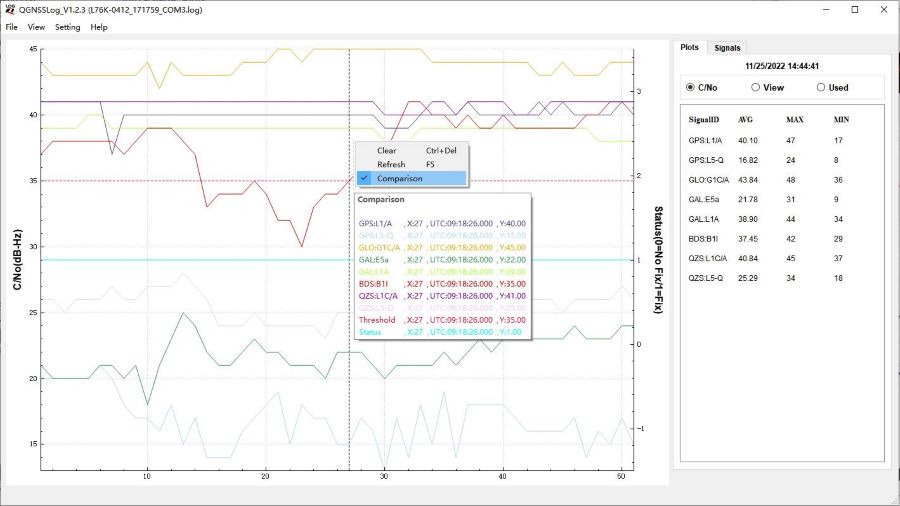 QGNSSLog_V1.2.3 (L76K-0412_171759_COM3.log)
File View Setting Help
45
40
35
30
25
20
15
C/No(dB-Hz)
10 20 30 40 50
3
2
1
0
-1
Status(0=No Fix/1=Fix)
Clear Ctrl+Del
Refresh F5
Comparison
Comparison
GPS:L1/A ,X:27 ,UTC:09:18:26.000 ,Y:40.00
GPS:L5-Q ,X:27 ,UTC:09:18:26.000 ,Y:15.00
GLO:G1C/A ,X:27 ,UTC:09:18:26.000 ,Y:45.00
GAL:E5a ,X:27 ,UTC:09:18:26.000 ,Y:22.00
GAL:L1A ,X:27 ,UTC:09:18:26.000 ,Y:39.00
BDS:B1I ,X:27 ,UTC:09:18:26.000 ,Y:35.00
QZS:L1C/A ,X:27 ,UTC:09:18:26.000 ,Y:41.00
QZS:L5-Q ,X:27 ,UTC:09:18:26.000
Threshold ,X:27 ,UTC:09:18:26.000 ,Y:35.00
Status ,X:27 ,UTC:09:18:26.000 ,Y:1.00
Plots Signals
11/25/2022 14:44:41
C/No View Used
SignalID AVG MAX MIN
GPS:L1/A 40.10 47 17
GPS:L5-Q 16.82 24 8
GLO:G1C/A 43.84 48 36
GAL:E5a 21.78 31 9
GAL:L1A 38.90 44 34
BDS:B1I 37.45 42 29
QZS:L1C/A 40.84 45 37
QZS:L5-Q 25.29 34 18